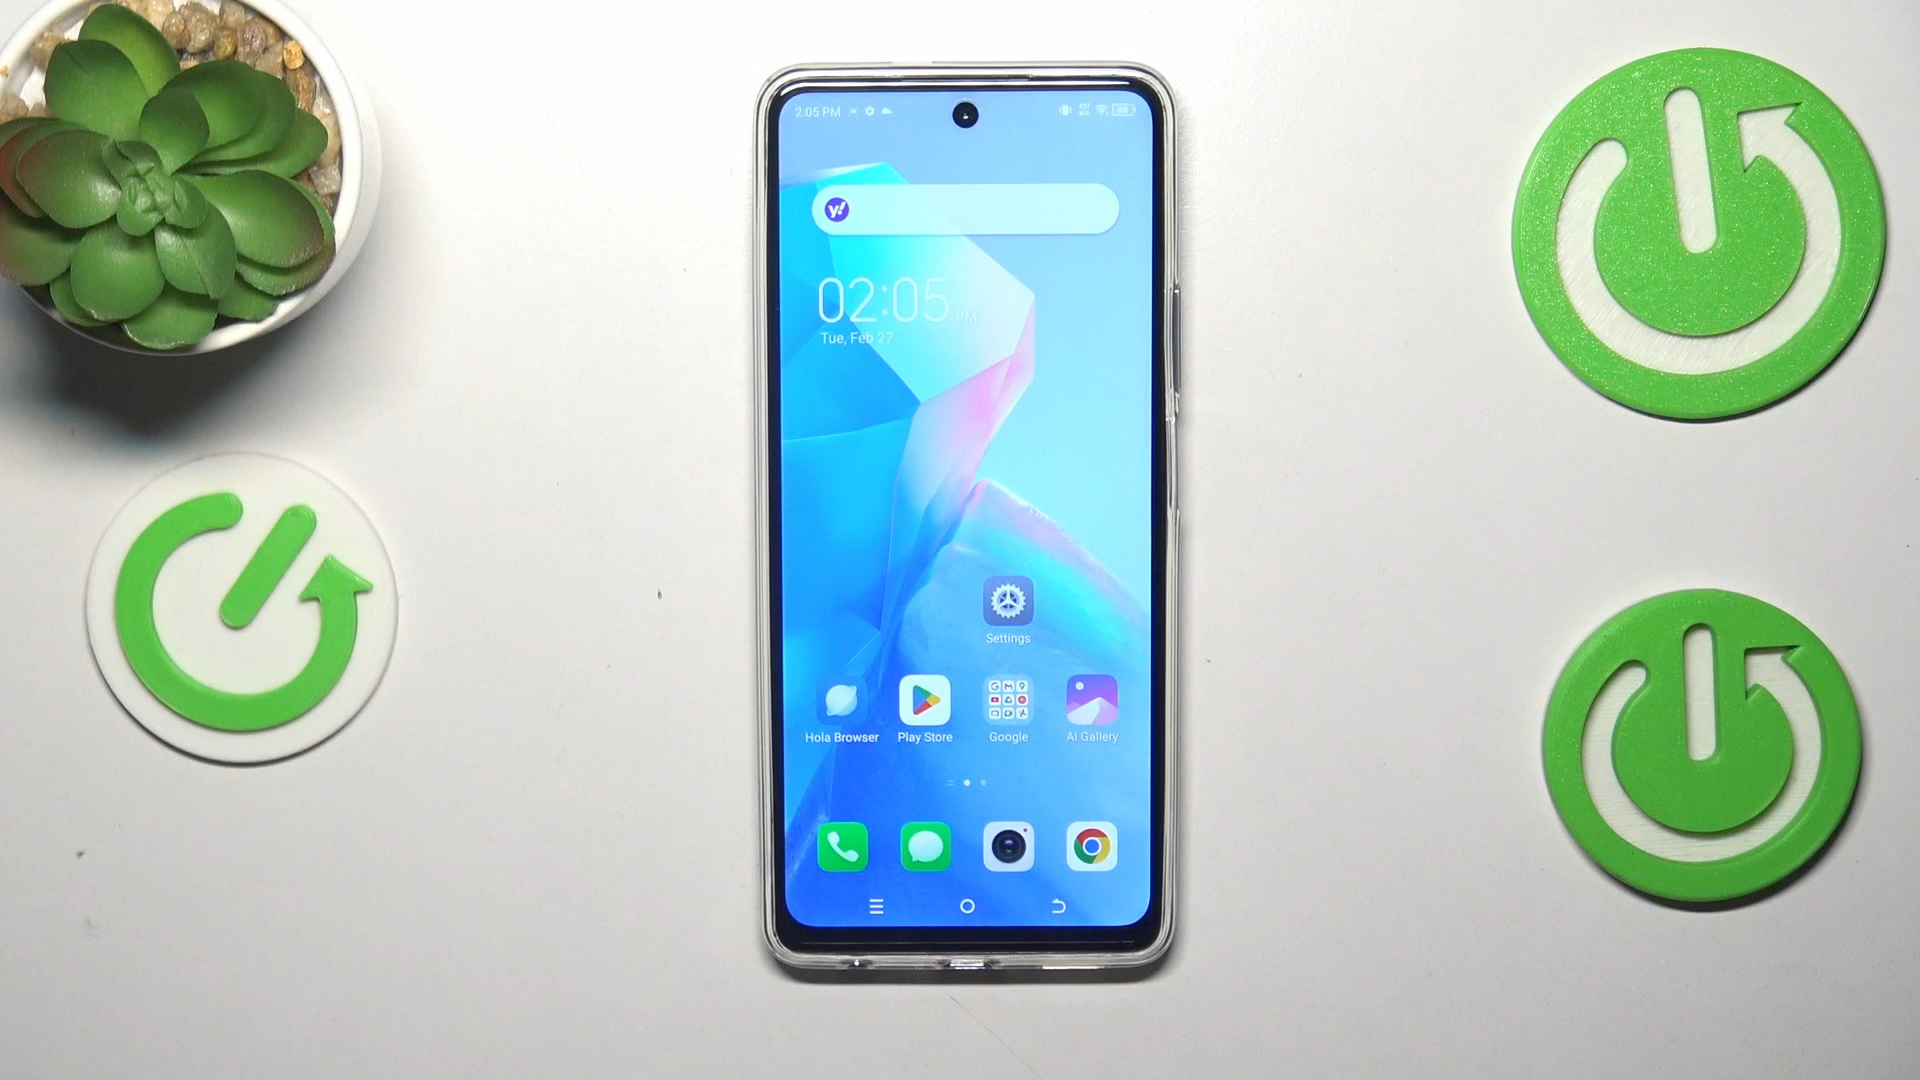 2:05 PM
y!
02:05 PM
Tue, Feb 27
Settings
Hola Browser Play Store Google AI Gallery